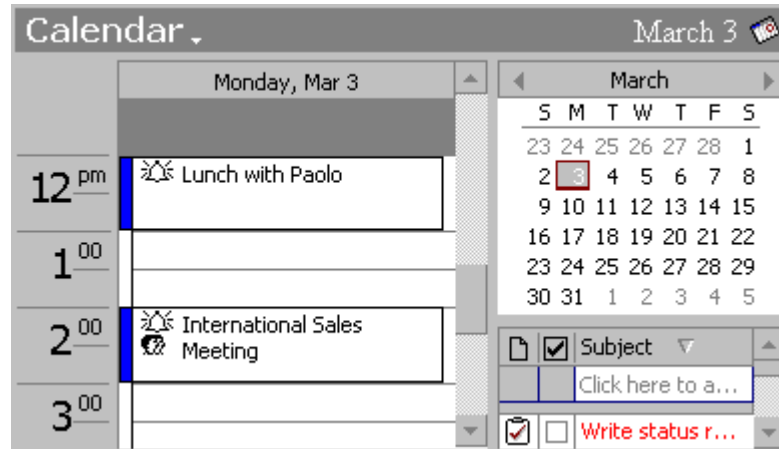 Calendar
March 3
Monday, Mar 3
12 pm
Lunch with Paolo
1 00
2 00
International Sales
Meeting
3 00
March
S M T W T F S
23 24 25 26 27 28 1
2 3 4 5 6 7 8
9 10 11 12 13 14 15
16 17 18 19 20 21 22
23 24 25 26 27 28 29
30 31 1 2 3 4 5
Subject
Click here to a...
Write status r...